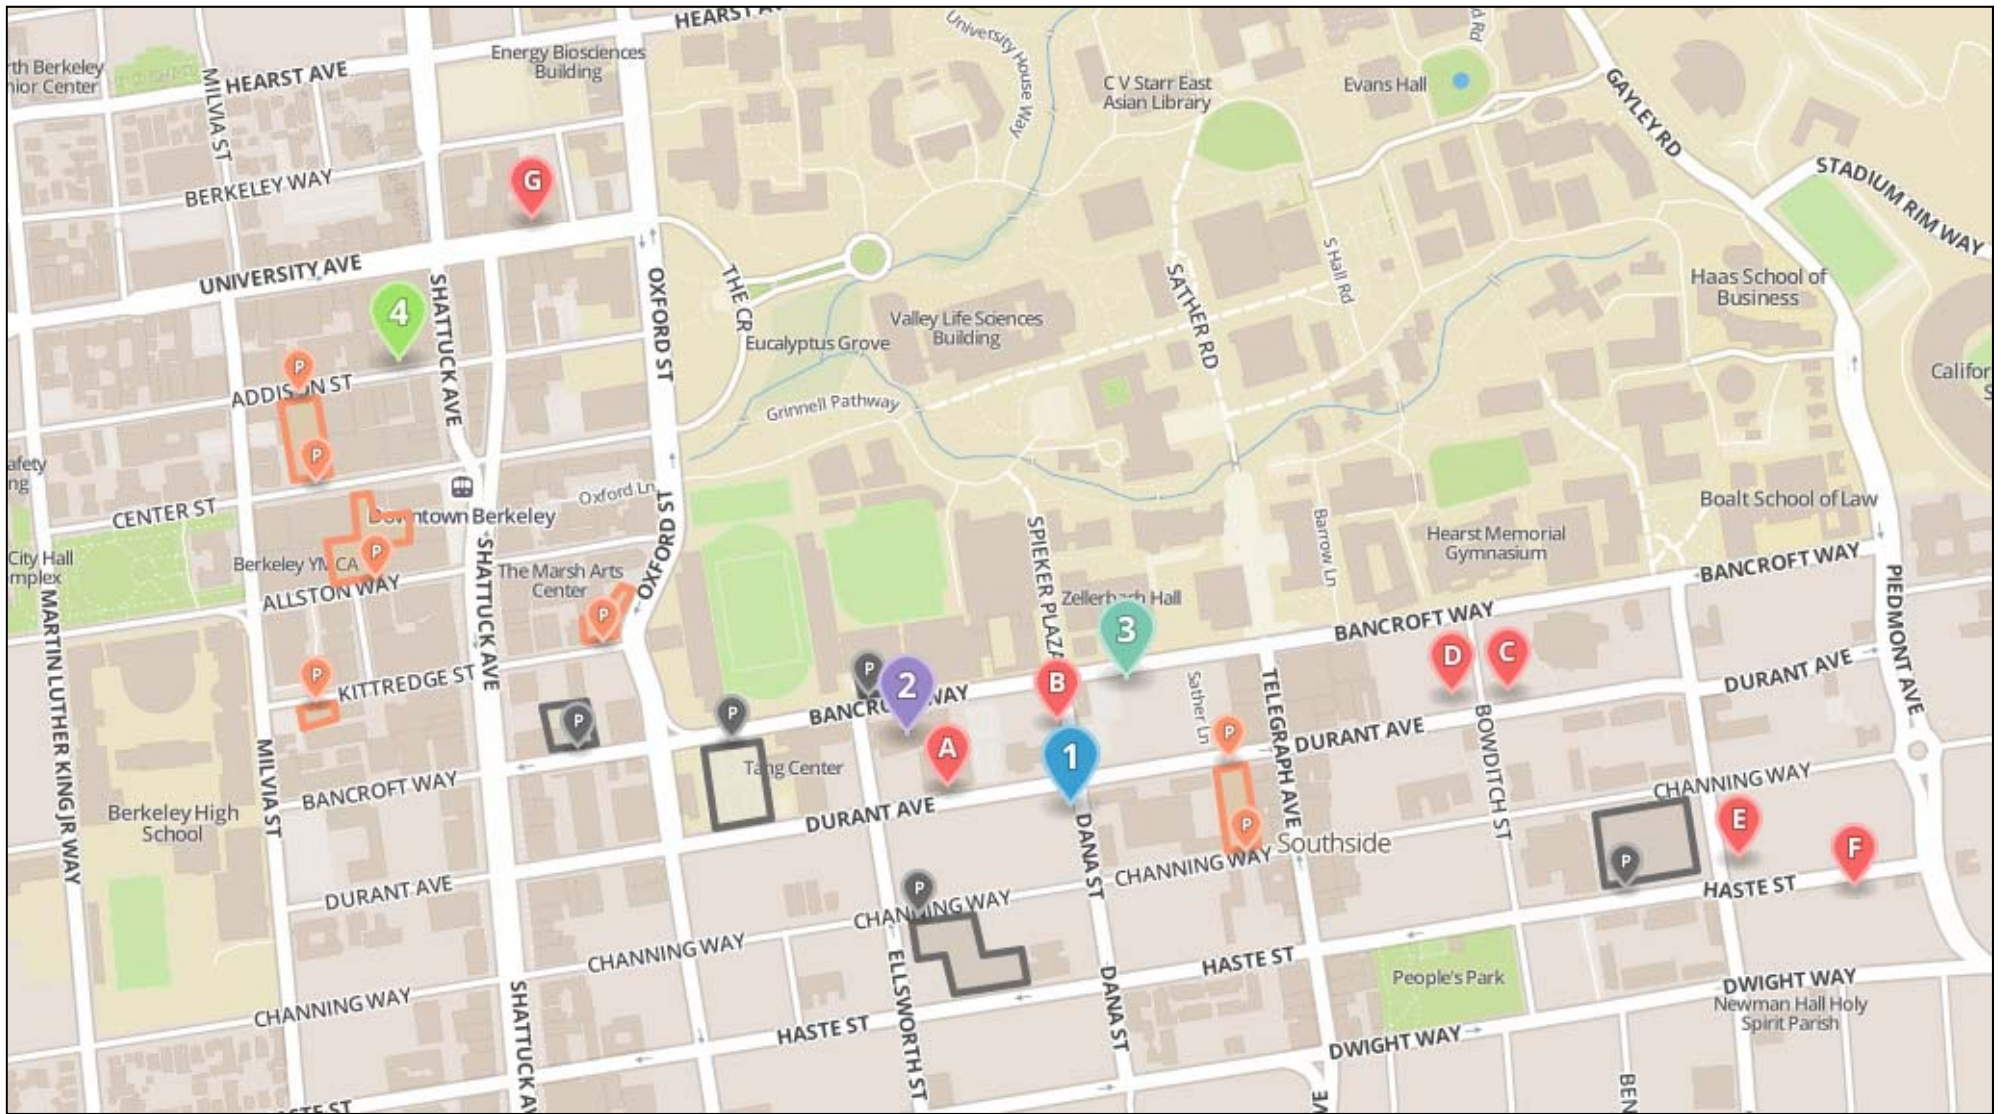 HEARST AVE
University House Way
GAYLEY RD
Energy Biosciences
Building
C V Starr East
Asian Library
Evans Hall
HEARST AVE
MILVIA ST
BERKELEY WAY
G
STADIUM RIM WAY
UNIVERSITY AVE
4
SHATTUCK AVE
OXFORD ST
THE CR
SATHER RD
S Hall Rd
Haas School of
Business
Valley Life Sciences
Building
Eucalyptus Grove
P
ADDISON ST
Grinnell Pathway
P
CENTER ST
Oxford Ln
OXFORD ST
Downtown Berkeley
SPIEKER PLAZA
Barrow Ln
Boalt School of Law
Hearst Memorial
Gymnasium
City Hall
Berkeley YMCA
P
ALLSTON WAY
SHATTUCK AVE
The Marsh Arts
Center
P
Zellerbach Hall
3
BANCROFT WAY
BANCROFT WAY
PIEDMONT AVE
MARTIN LUTHER KING JR WAY
P
KITTREDGE ST
P
2
BANCROFT WAY
B
D
C
DURANT AVE
Sather Ln
TELEGRAPH AVE
BOWDITCH ST
P
P
P
DURANT AVE
MILVIA ST
Tang Center
A
1
BANCROFT WAY
CHANNING WAY
Berkeley High
School
DURANT AVE
DANA ST
P
Southside
E
F
P
CHANNING WAY
HASTE ST
DURANT AVE
P
CHANNING WAY
CHANNING WAY
ELLSWORTH ST
HASTE ST
People's Park
DANA ST
DWIGHT WAY
Newman Hall Holy
Spirit Parish
CHANNING WAY
SHATTUCK AV
HASTE ST
DWIGHT WAY
BEN